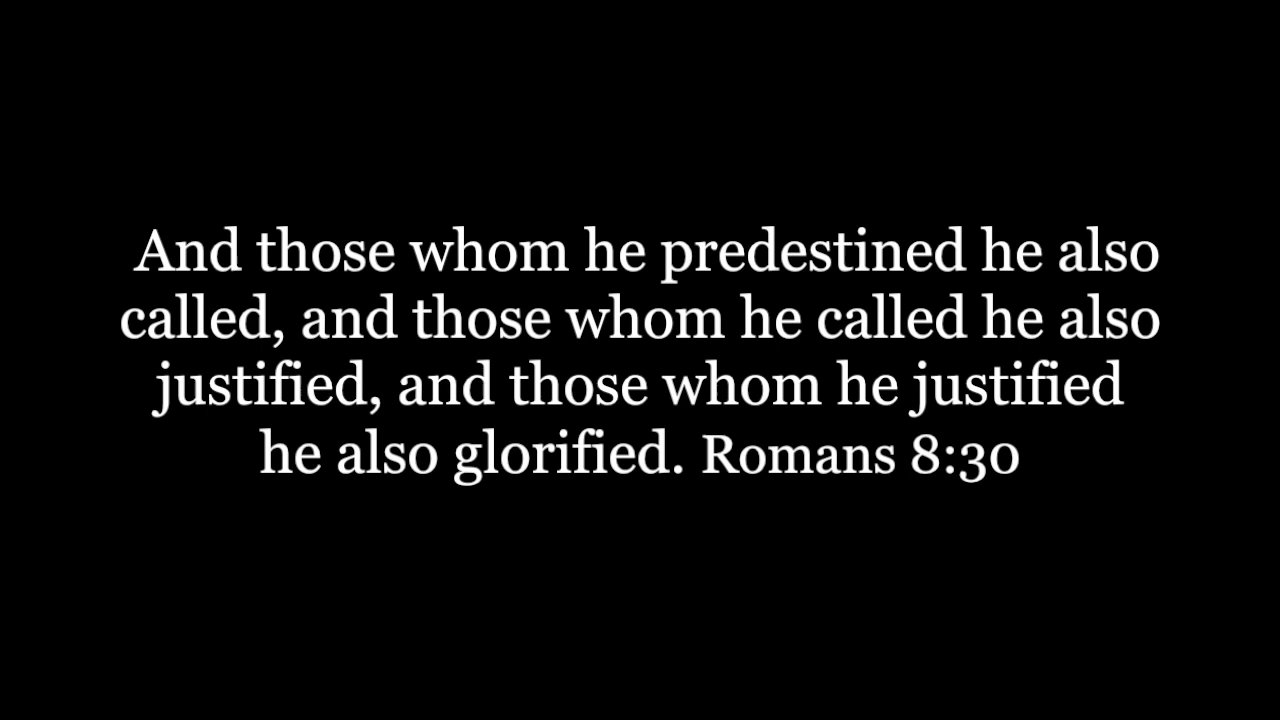 And those whom he predestined he also
called, and those whom he called he also
justified, and those whom he justified
he also glorified. Romans 8:30